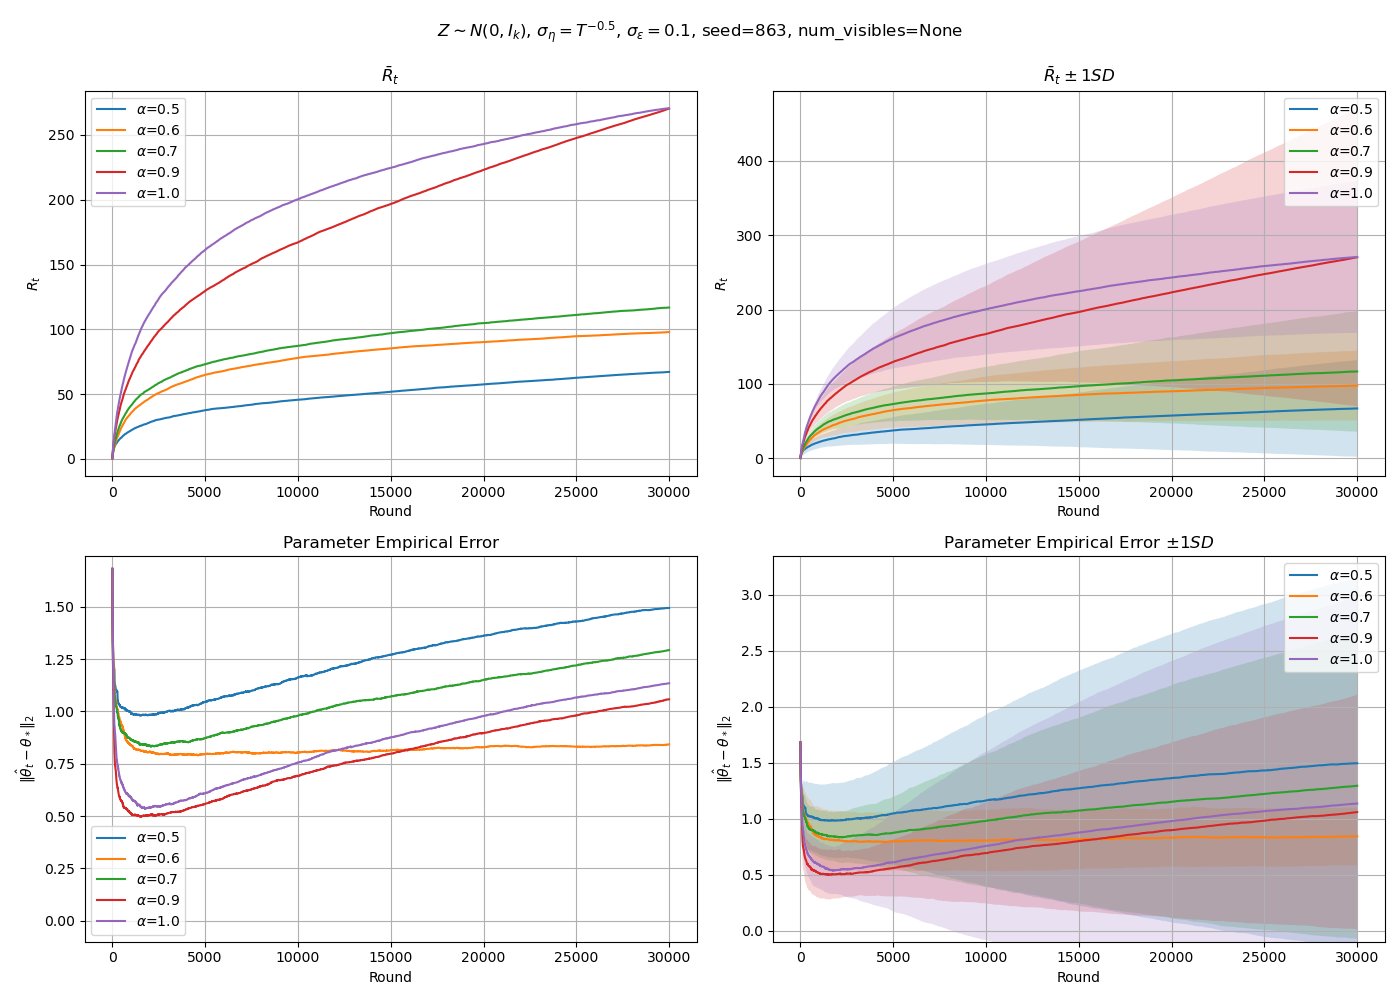 Z ~ N(0, I_k), σ_η = T^−0.5, σ_ε = 0.1, seed=863, num_visibles=None
R̄_t
R_t
250
200
150
100
50
0
α=0.5
α=0.6
α=0.7
α=0.9
α=1.0
0 5000 10000 15000 20000 25000 30000
Round
R̄_t ± 1SD
R_t
400
300
200
100
0
α=0.5
α=0.6
α=0.7
α=0.9
α=1.0
0 5000 10000 15000 20000 25000 30000
Round
Parameter Empirical Error
‖θ̂_t − θ_*‖_2
1.50
1.25
1.00
0.75
0.50
0.25
0.00
α=0.5
α=0.6
α=0.7
α=0.9
α=1.0
0 5000 10000 15000 20000 25000 30000
Round
Parameter Empirical Error ±1SD
‖θ̂_t − θ_*‖_2
3.0
2.5
2.0
1.5
1.0
0.5
0.0
α=0.5
α=0.6
α=0.7
α=0.9
α=1.0
0 5000 10000 15000 20000 25000 30000
Round